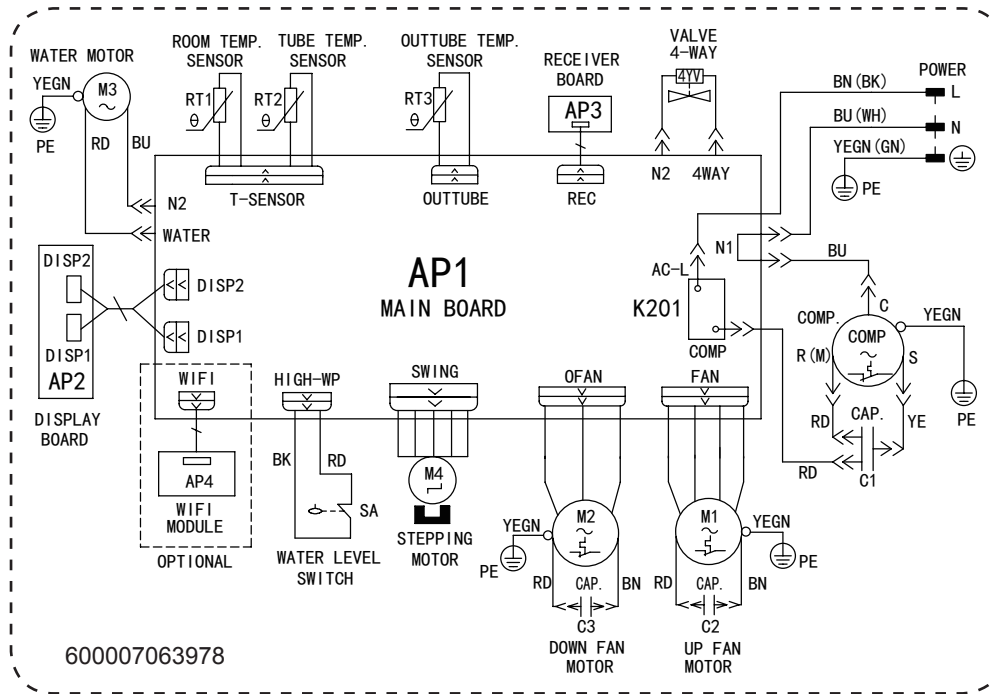 ROOM TEMP. SENSOR
TUBE TEMP. SENSOR
OUTTUBE TEMP. SENSOR
RECEIVER BOARD
VALVE 4-WAY
4YV
POWER
WATER MOTOR
YEGN
M3
~
PE
RD
BU
RT1
θ
RT2
θ
RT3
θ
AP3
BN(BK)
L
BU(WH)
N
YEGN(GN)
PE
T-SENSOR
OUTTUBE
REC
N2
4WAY
N2
WATER
AP1
MAIN BOARD
AC-L
K201
COMP
N1
BU
DISP2
DISP1
AP2
DISPLAY BOARD
DISP2
DISP1
COMP.
C
COMP
~
YEGN
R(M)
S
PE
RD
CAP.
YE
C1
RD
WIFI
AP4
WIFI MODULE
OPTIONAL
HIGH-WP
BK
RD
SA
WATER LEVEL SWITCH
SWING
M4
STEPPING MOTOR
OFAN
M2
~
YEGN
PE
RD
CAP.
BN
C3
DOWN FAN MOTOR
FAN
M1
~
YEGN
PE
RD
CAP.
BN
C2
UP FAN MOTOR
600007063978